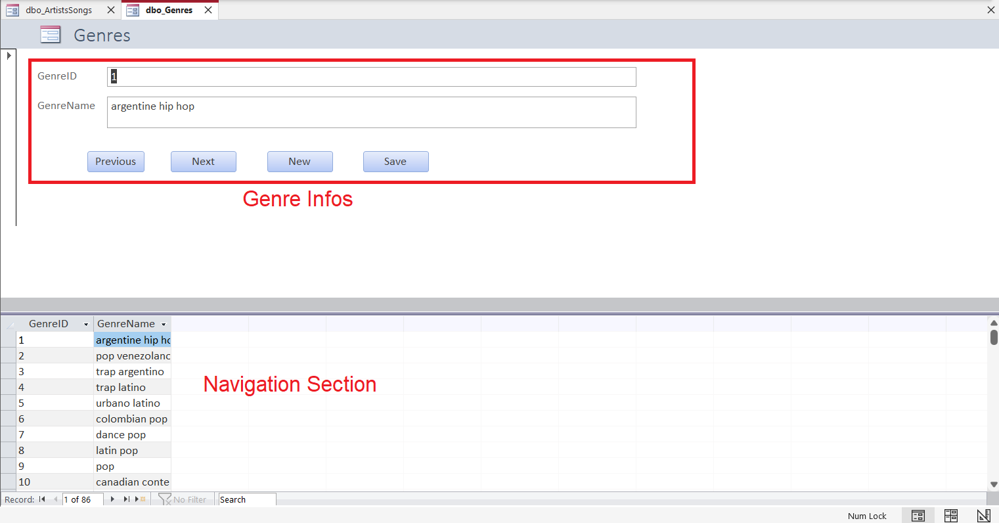 dbo_ArtistsSongs
dbo_Genres
Genres
GenreID
1
GenreName
argentine hip hop
Previous
Next
New
Save
Genre Infos
GenreID GenreName
1 argentine hip hc
2 pop venezolanc
3 trap argentino
4 trap latino
5 urbano latino
6 colombian pop
7 dance pop
8 latin pop
9 pop
10 canadian conte
Navigation Section
Record: 1 of 86 No Filter Search
Num Lock